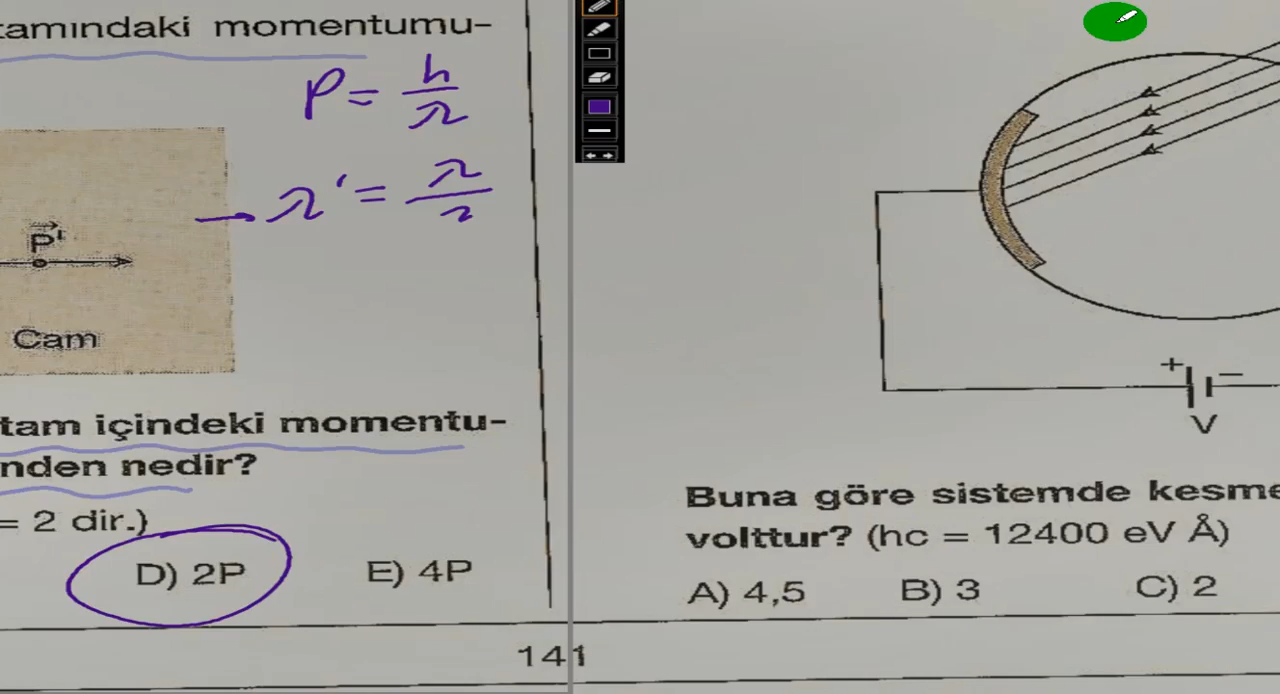 tamındaki momentumu-
P = h/λ
λ' = λ/2
P'
Cam
tam içindeki momentu-
nden nedir?
= 2 dir.)
D) 2P E) 4P
141
+ −
V
Buna göre sistemde kesme
volttur? (hc = 12400 eV Å)
A) 4,5 B) 3 C) 2